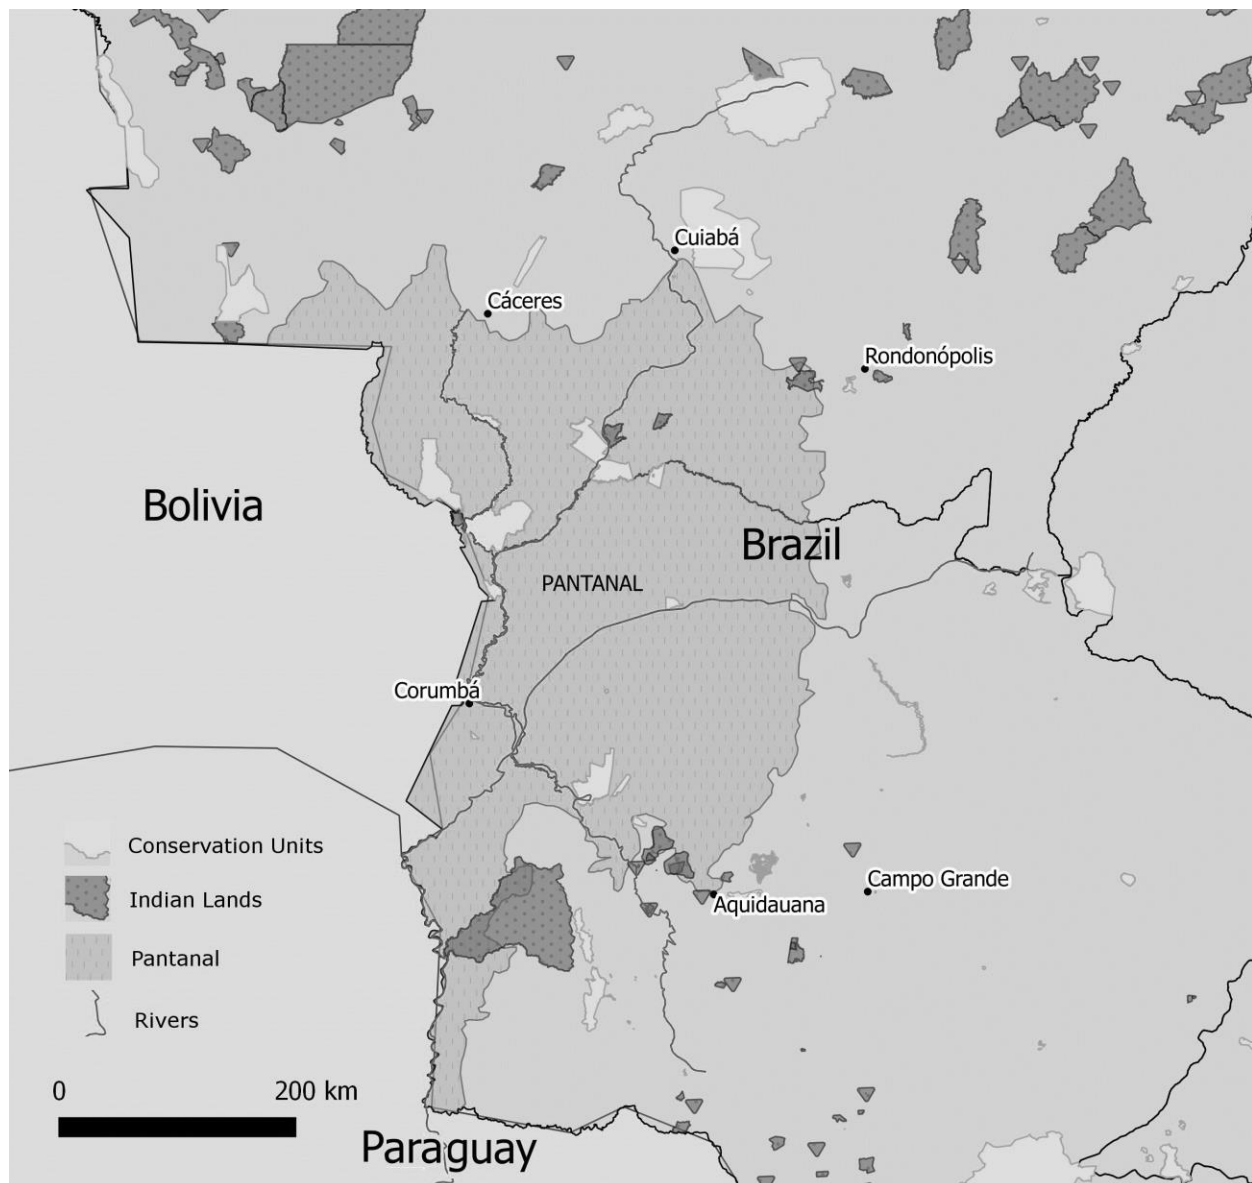 Cuiabá
Cáceres
Rondonópolis
Bolivia
Brazil
PANTANAL
Corumbá
Conservation Units
Campo Grande
Indian Lands
Aquidauana
Pantanal
Rivers
0 200 km
Paraguay